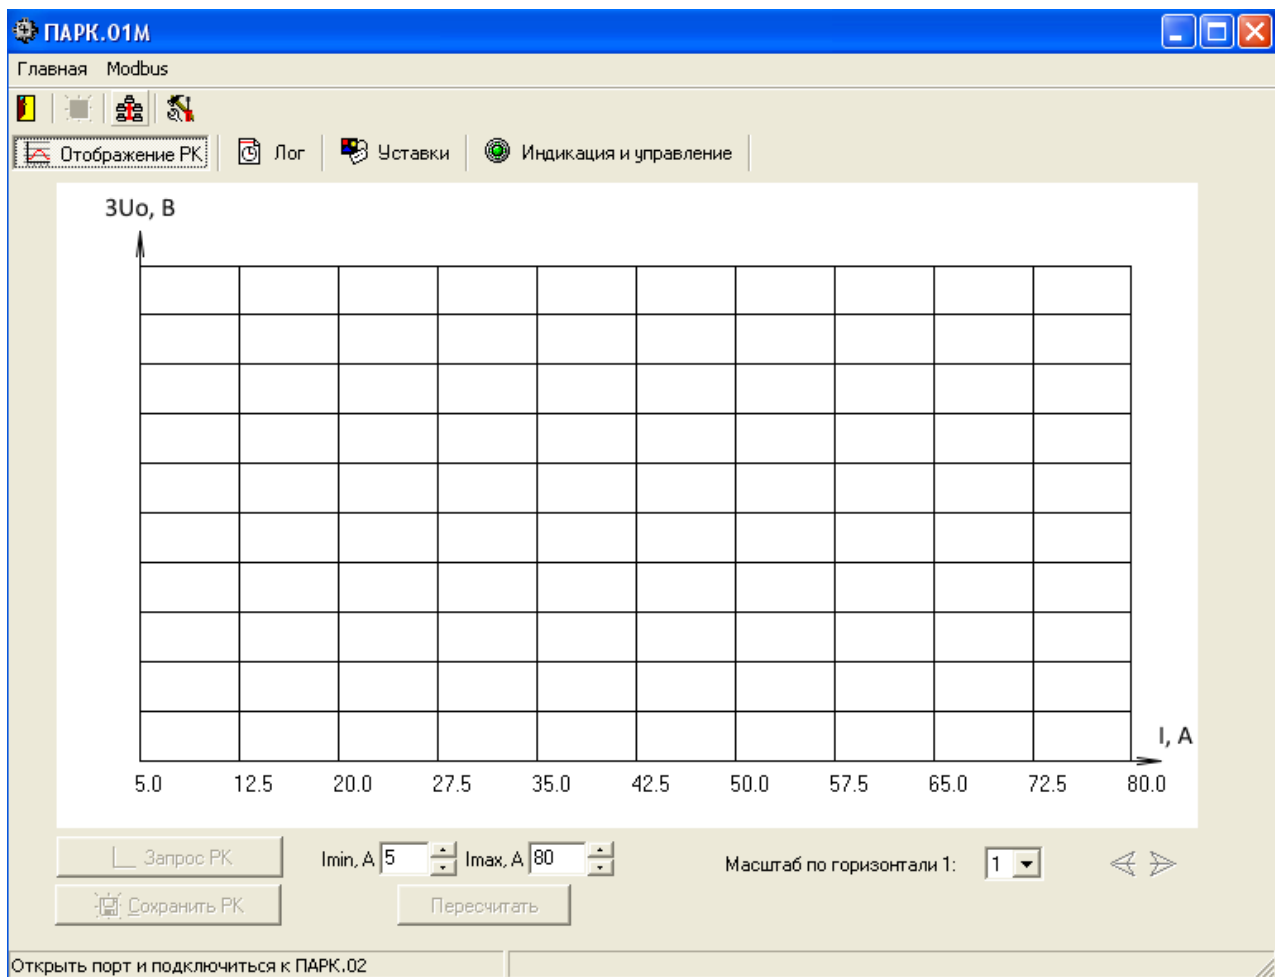 ПАРК.01М
Главная Modbus
Отображение РК Лог Уставки Индикация и управление
3Uo, В
I, А
5.0 12.5 20.0 27.5 35.0 42.5 50.0 57.5 65.0 72.5 80.0
Запрос РК Imin, А 5 Imax, А 80 Масштаб по горизонтали 1: 1
Сохранить РК Пересчитать
Открыть порт и подключиться к ПАРК.02